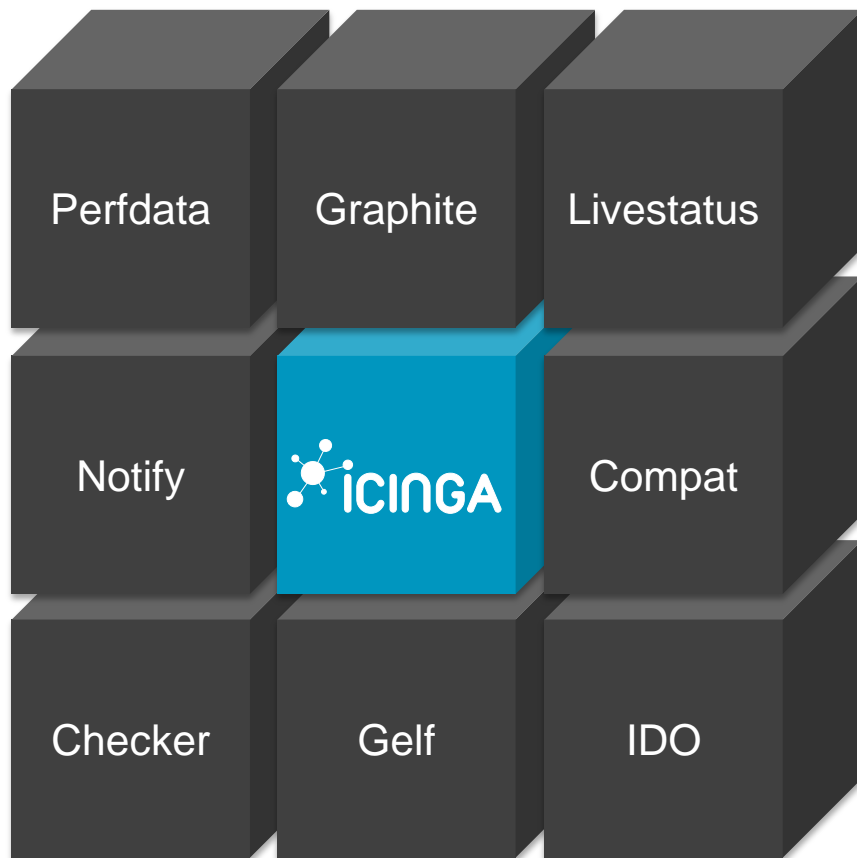 Perfdata
Graphite
Livestatus
Notify
ICINGA
Compat
Checker
Gelf
IDO